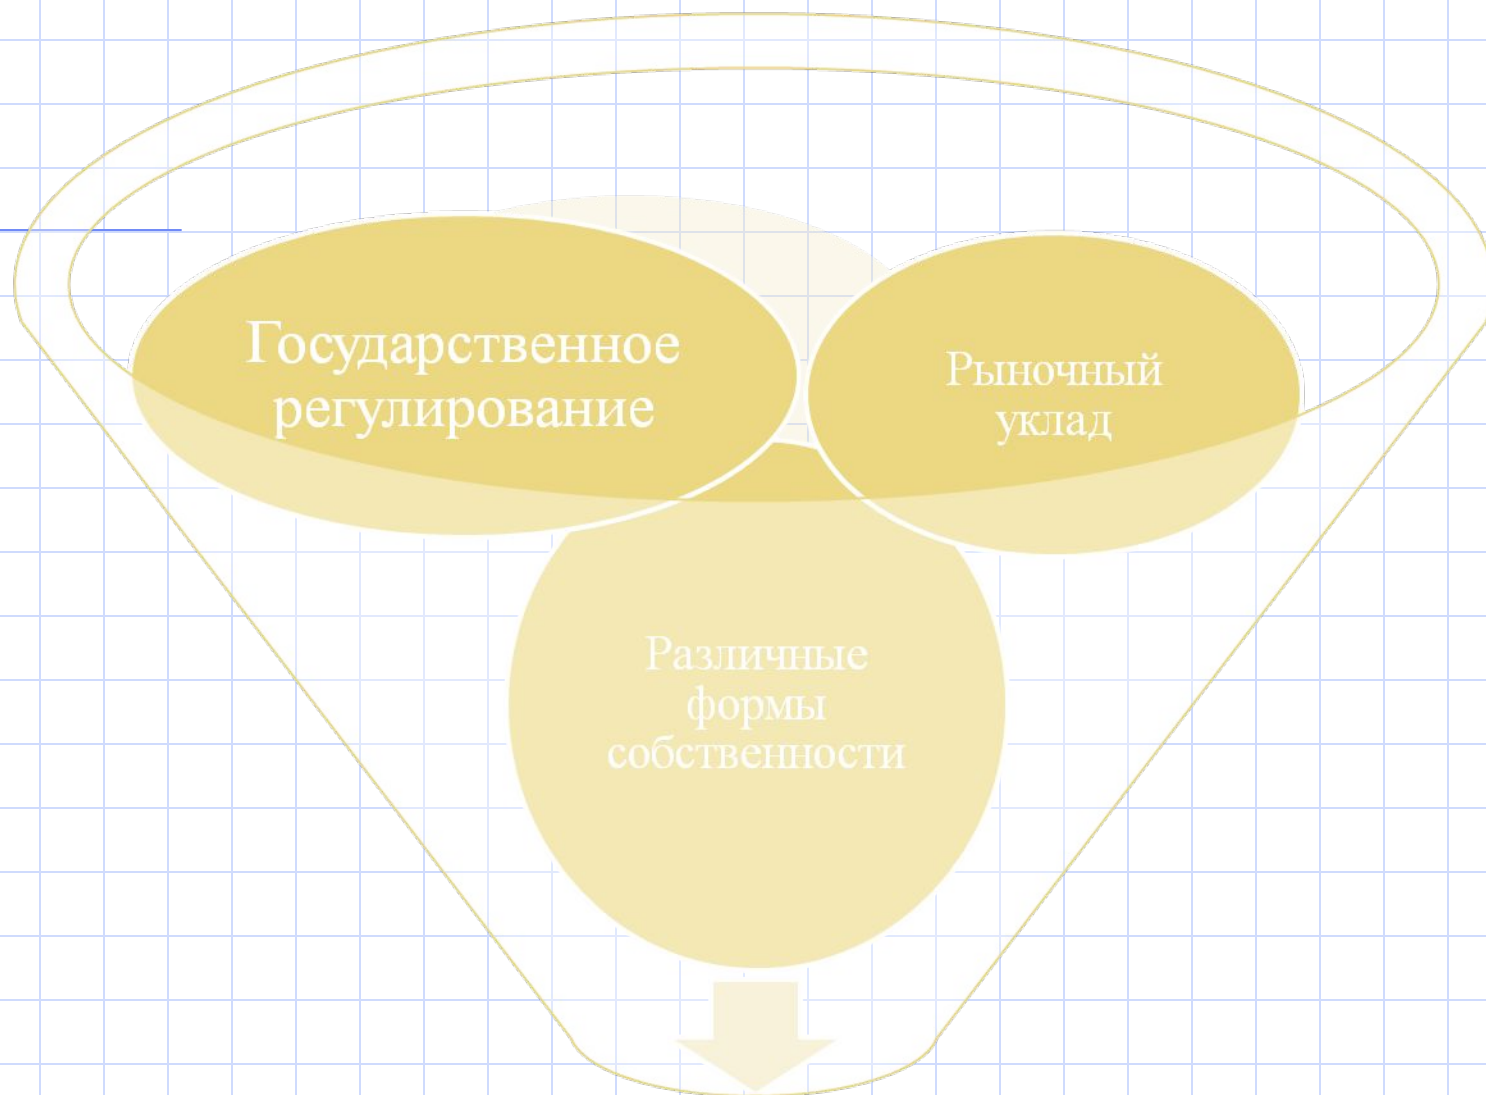 Государственное
регулирование
Рыночный
уклад
Различные
формы
собственности